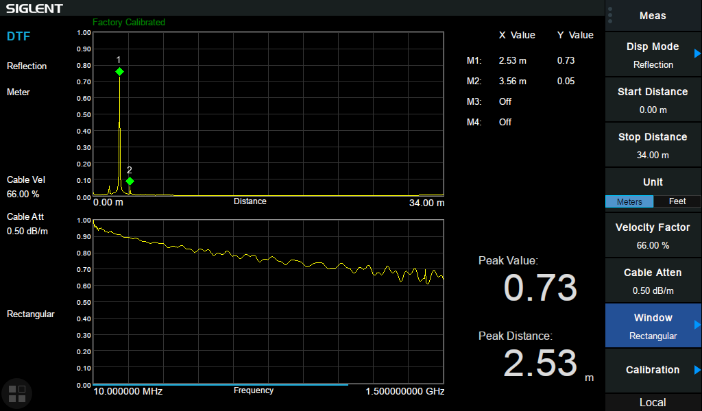 SIGLENT
Factory Calibrated
DTF
Reflection
Meter
Cable Vel
66.00 %
Cable Att
0.50 dB/m
Rectangular
1.00
0.90
0.80
0.70
0.60
0.50
0.40
0.30
0.20
0.10
0.00
1
2
0.00 m
Distance
34.00 m
1.00
0.90
0.80
0.70
0.60
0.50
0.40
0.30
0.20
0.10
0.00
10.000000 MHz
Frequency
1.500000000 GHz
X Value Y Value
M1: 2.53 m 0.73
M2: 3.56 m 0.05
M3: Off
M4: Off
Peak Value:
0.73
Peak Distance:
2.53 m
Meas
Disp Mode
Reflection
Start Distance
0.00 m
Stop Distance
34.00 m
Unit
Meters Feet
Velocity Factor
66.00 %
Cable Atten
0.50 dB/m
Window
Rectangular
Calibration
Local